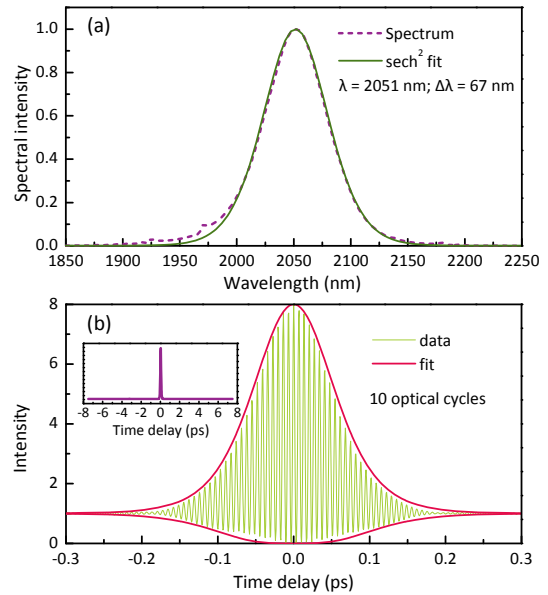 (a)
Spectrum
sech² fit
λ = 2051 nm; Δλ = 67 nm
Spectral intensity
1.0
0.8
0.6
0.4
0.2
0.0
1850 1900 1950 2000 2050 2100 2150 2200 2250
Wavelength (nm)
(b)
data
fit
10 optical cycles
Intensity
8
6
4
2
0
-8 -6 -4 -2 0 2 4 6 8
Time delay (ps)
-0.3 -0.2 -0.1 0.0 0.1 0.2 0.3
Time delay (ps)